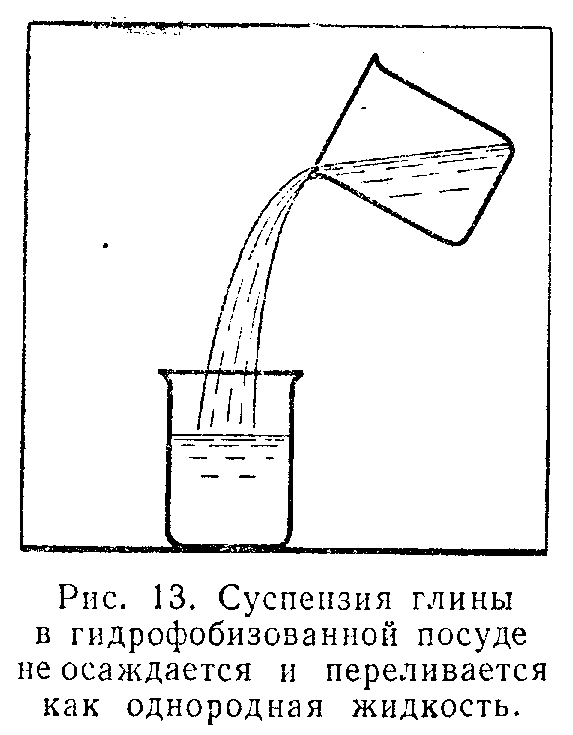 Рис. 13. Суспензия глины
в гидрофобизованной посуде
не осаждается и переливается
как однородная жидкость.